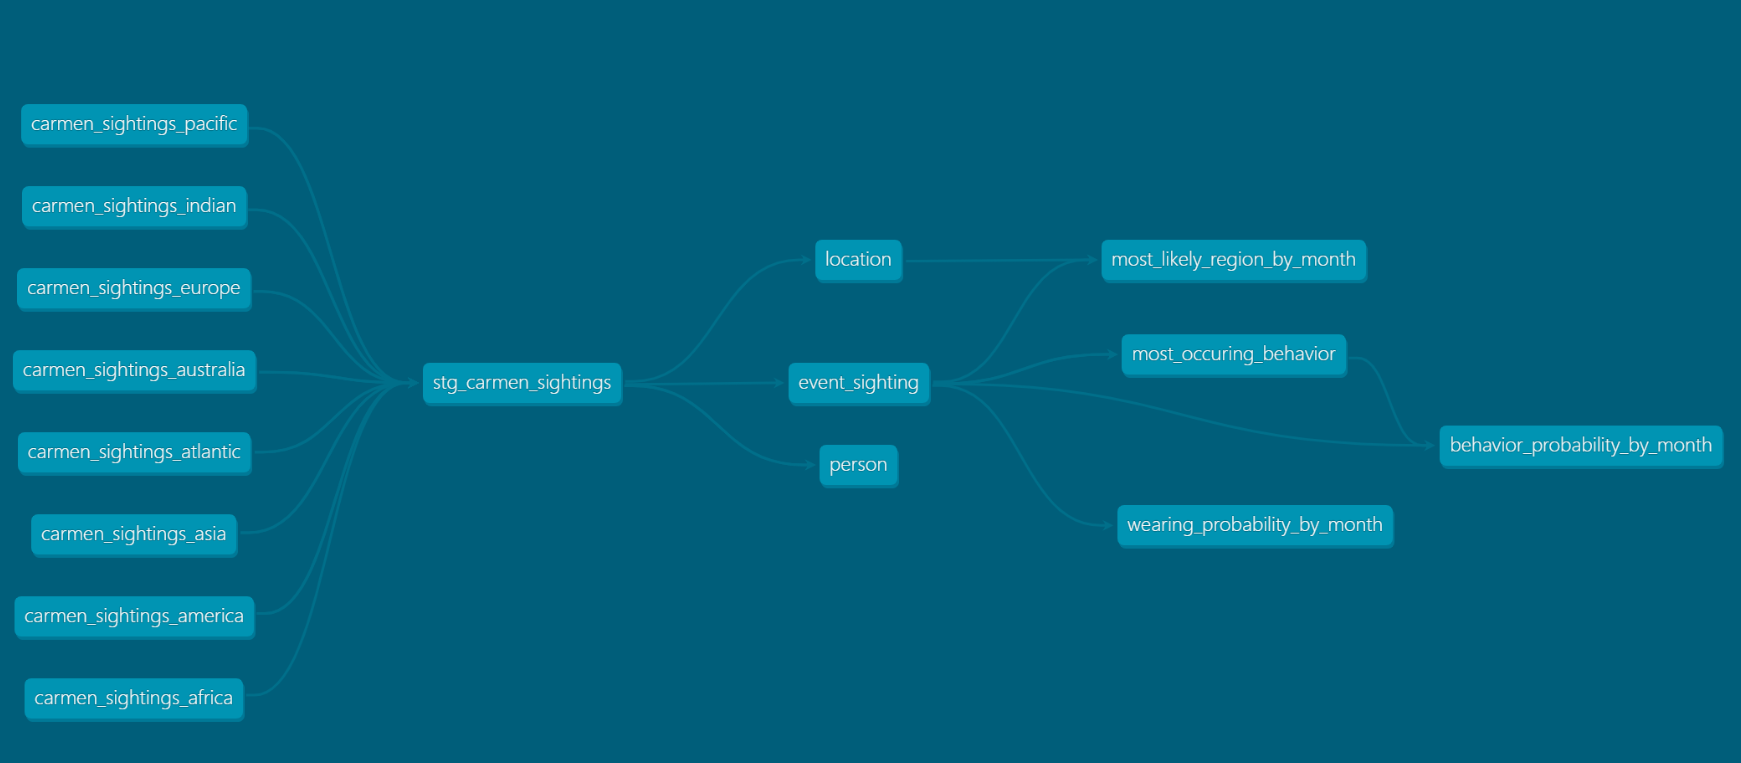 carmen_sightings_pacific
carmen_sightings_indian
carmen_sightings_europe
carmen_sightings_australia
carmen_sightings_atlantic
carmen_sightings_asia
carmen_sightings_america
carmen_sightings_africa
stg_carmen_sightings
location
event_sighting
person
most_likely_region_by_month
most_occuring_behavior
wearing_probability_by_month
behavior_probability_by_month